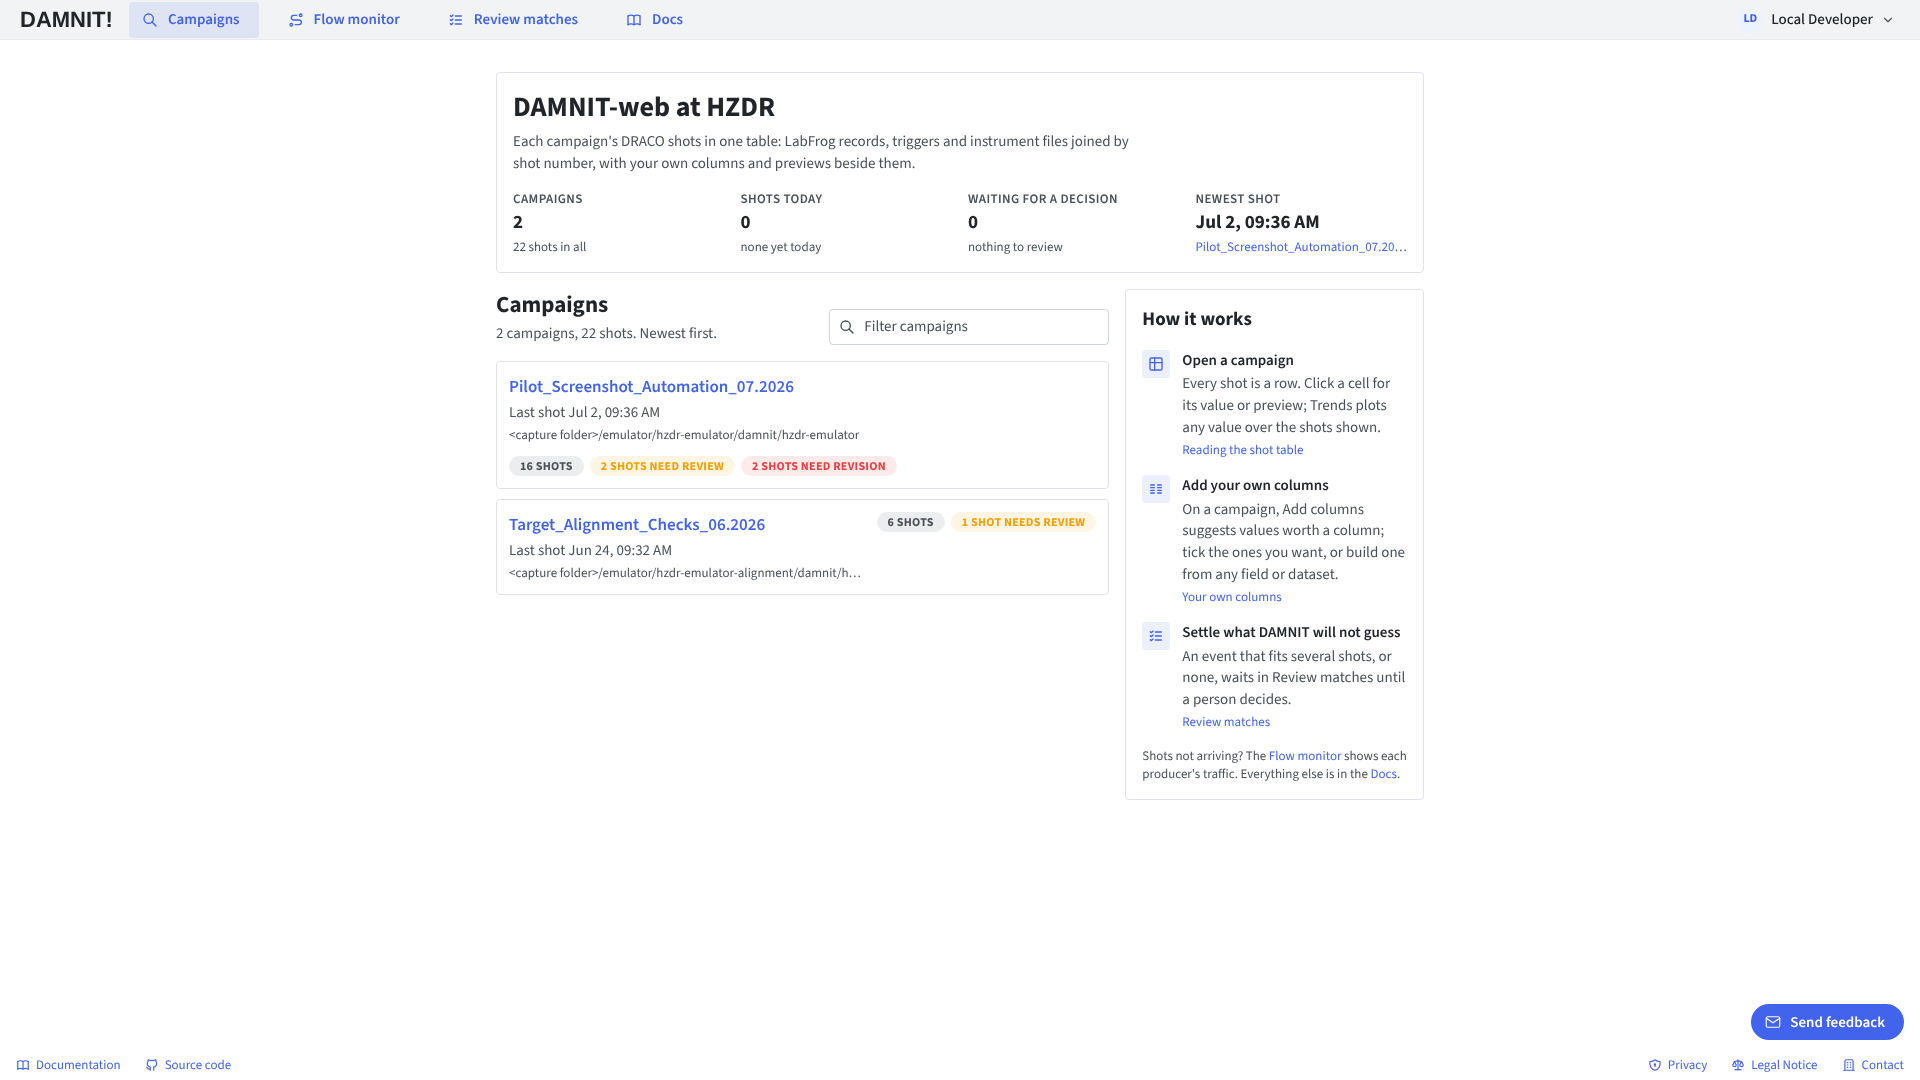 DAMNIT!
Campaigns
Flow monitor
Review matches
Docs
LD
Local Developer
DAMNIT-web at HZDR
Each campaign's DRACO shots in one table: LabFrog records, triggers and instrument files joined by
shot number, with your own columns and previews beside them.
CAMPAIGNS
2
22 shots in all
SHOTS TODAY
0
none yet today
WAITING FOR A DECISION
0
nothing to review
NEWEST SHOT
Jul 2, 09:36 AM
Pilot_Screenshot_Automation_07.20…
Campaigns
2 campaigns, 22 shots. Newest first.
Filter campaigns
Pilot_Screenshot_Automation_07.2026
Last shot Jul 2, 09:36 AM
<capture folder>/emulator/hzdr-emulator/damnit/hzdr-emulator
16 SHOTS
2 SHOTS NEED REVIEW
2 SHOTS NEED REVISION
Target_Alignment_Checks_06.2026
6 SHOTS
1 SHOT NEEDS REVIEW
Last shot Jun 24, 09:32 AM
<capture folder>/emulator/hzdr-emulator-alignment/damnit/h…
How it works
Open a campaign
Every shot is a row. Click a cell for
its value or preview; Trends plots
any value over the shots shown.
Reading the shot table
Add your own columns
On a campaign, Add columns
suggests values worth a column;
tick the ones you want, or build one
from any field or dataset.
Your own columns
Settle what DAMNIT will not guess
An event that fits several shots, or
none, waits in Review matches until
a person decides.
Review matches
Shots not arriving? The Flow monitor shows each
producer's traffic. Everything else is in the Docs.
Send feedback
Documentation
Source code
Privacy
Legal Notice
Contact